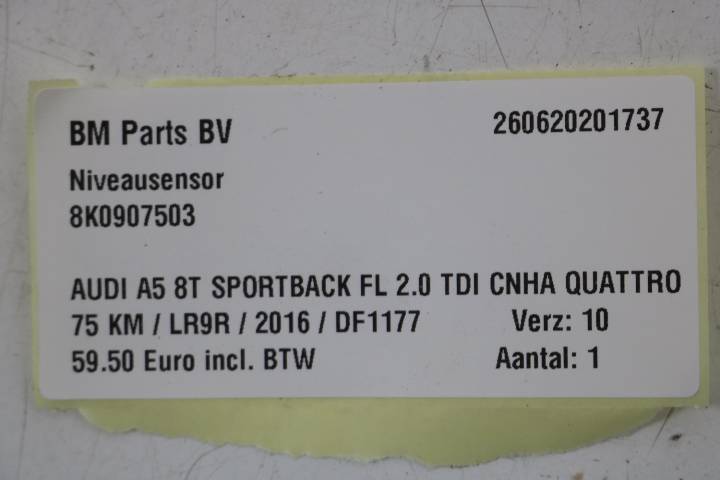 BM Parts BV 260620201737
Niveausensor
8K0907503
AUDI A5 8T SPORTBACK FL 2.0 TDI CNHA QUATTRO
75 KM / LR9R / 2016 / DF1177 Verz: 10
59.50 Euro incl. BTW Aantal: 1